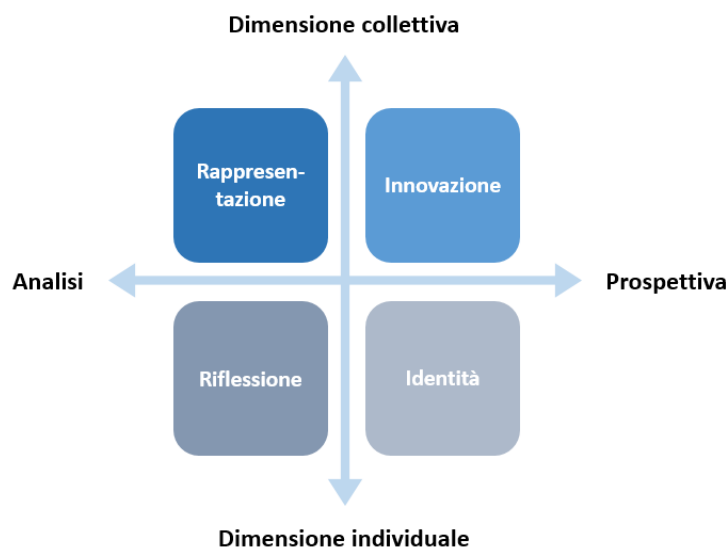 Dimensione collettiva
Rappresen-
tazione
Innovazione
Analisi
Prospettiva
Riflessione
Identità
Dimensione individuale